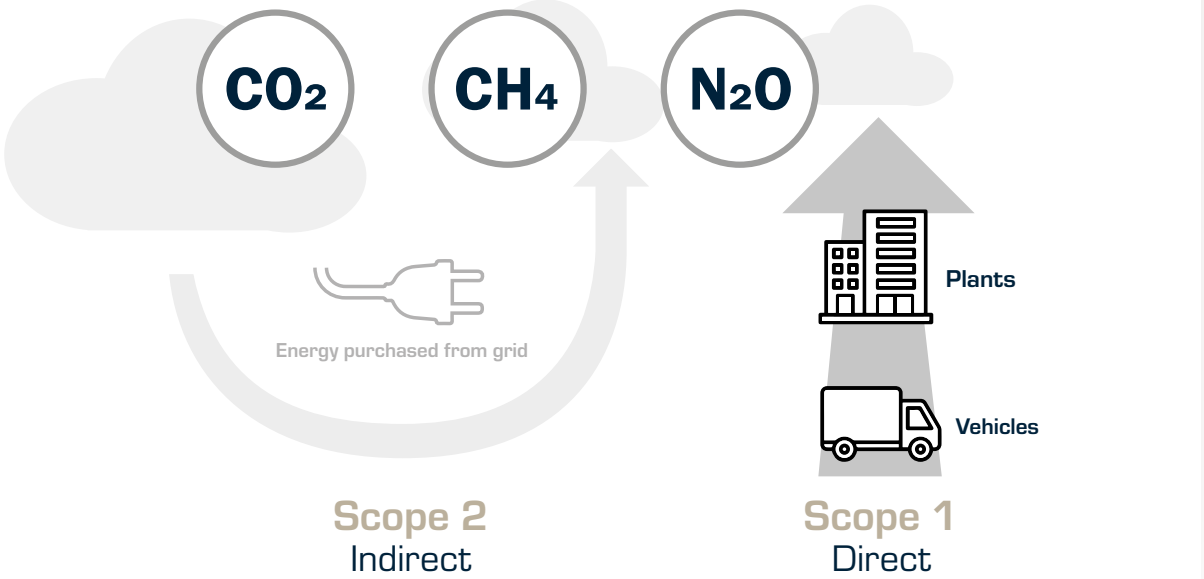 CO2
CH4
N2O
Plants
Energy purchased from grid
Vehicles
Scope 2
Indirect
Scope 1
Direct